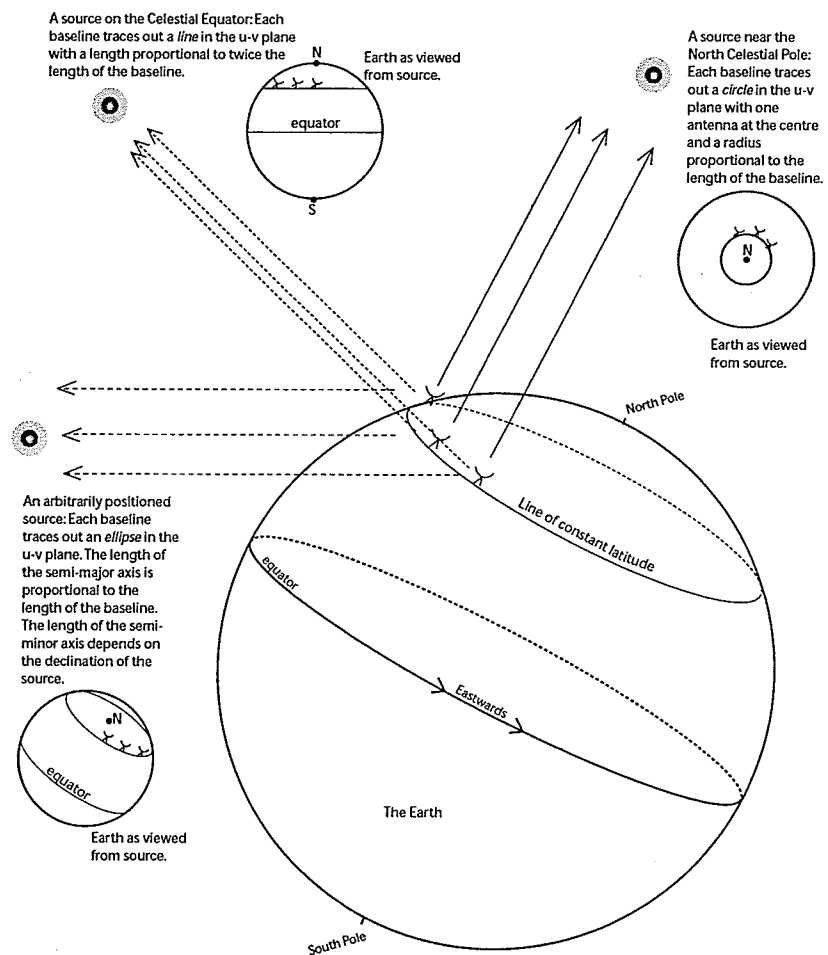 A source on the Celestial Equator: Each
baseline traces out a line in the u-v plane
with a length proportional to twice the
length of the baseline.
N
Earth as viewed
from source.
equator
S
A source near the
North Celestial Pole:
Each baseline traces
out a circle in the u-v
plane with one
antenna at the centre
and a radius
proportional to the
length of the baseline.
N
Earth as viewed
from source.
North Pole
Line of constant latitude
equator
Eastwards
The Earth
South Pole
An arbitrarily positioned
source: Each baseline
traces out an ellipse in the
u-v plane. The length of
the semi-major axis is
proportional to the
length of the baseline.
The length of the semi-
minor axis depends on
the declination of the
source.
N
equator
Earth as viewed
from source.